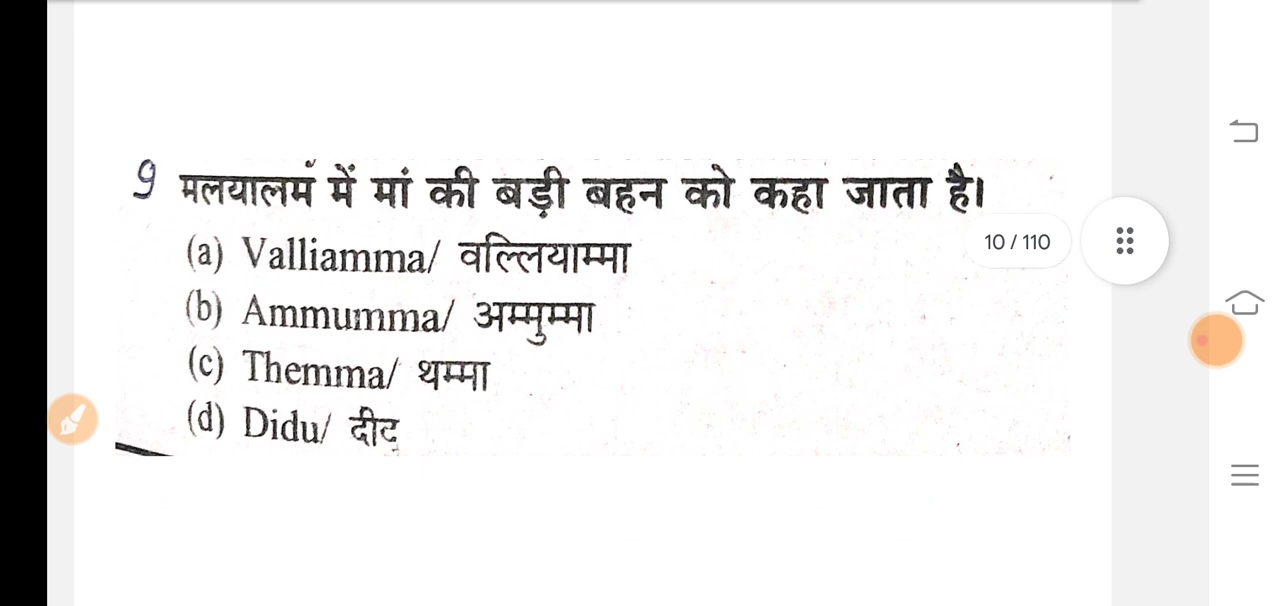 9 मलयालमं में मां की बड़ी बहन को कहा जाता है।
(a) Valliamma/ वल्लियाम्मा
(b) Ammumma/ अम्मुम्मा
(c) Themma/ थम्मा
(d) Didu/ दीदु
10 / 110